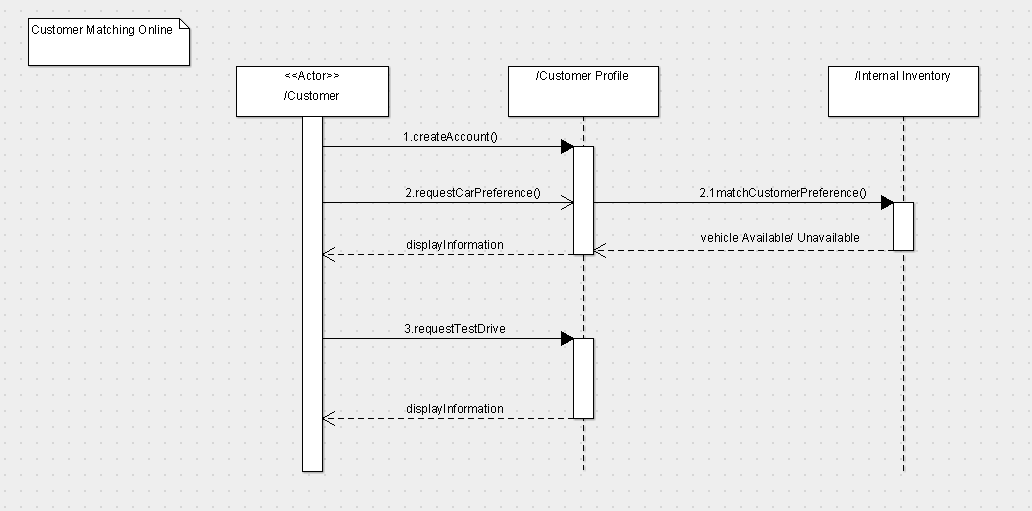 Customer Matching Online
<<Actor>>
/Customer
/Customer Profile
/Internal Inventory
1.createAccount()
2.requestCarPreference()
2.1matchCustomerPreference()
vehicle Available/ Unavailable
displayInformation
3.requestTestDrive
displayInformation